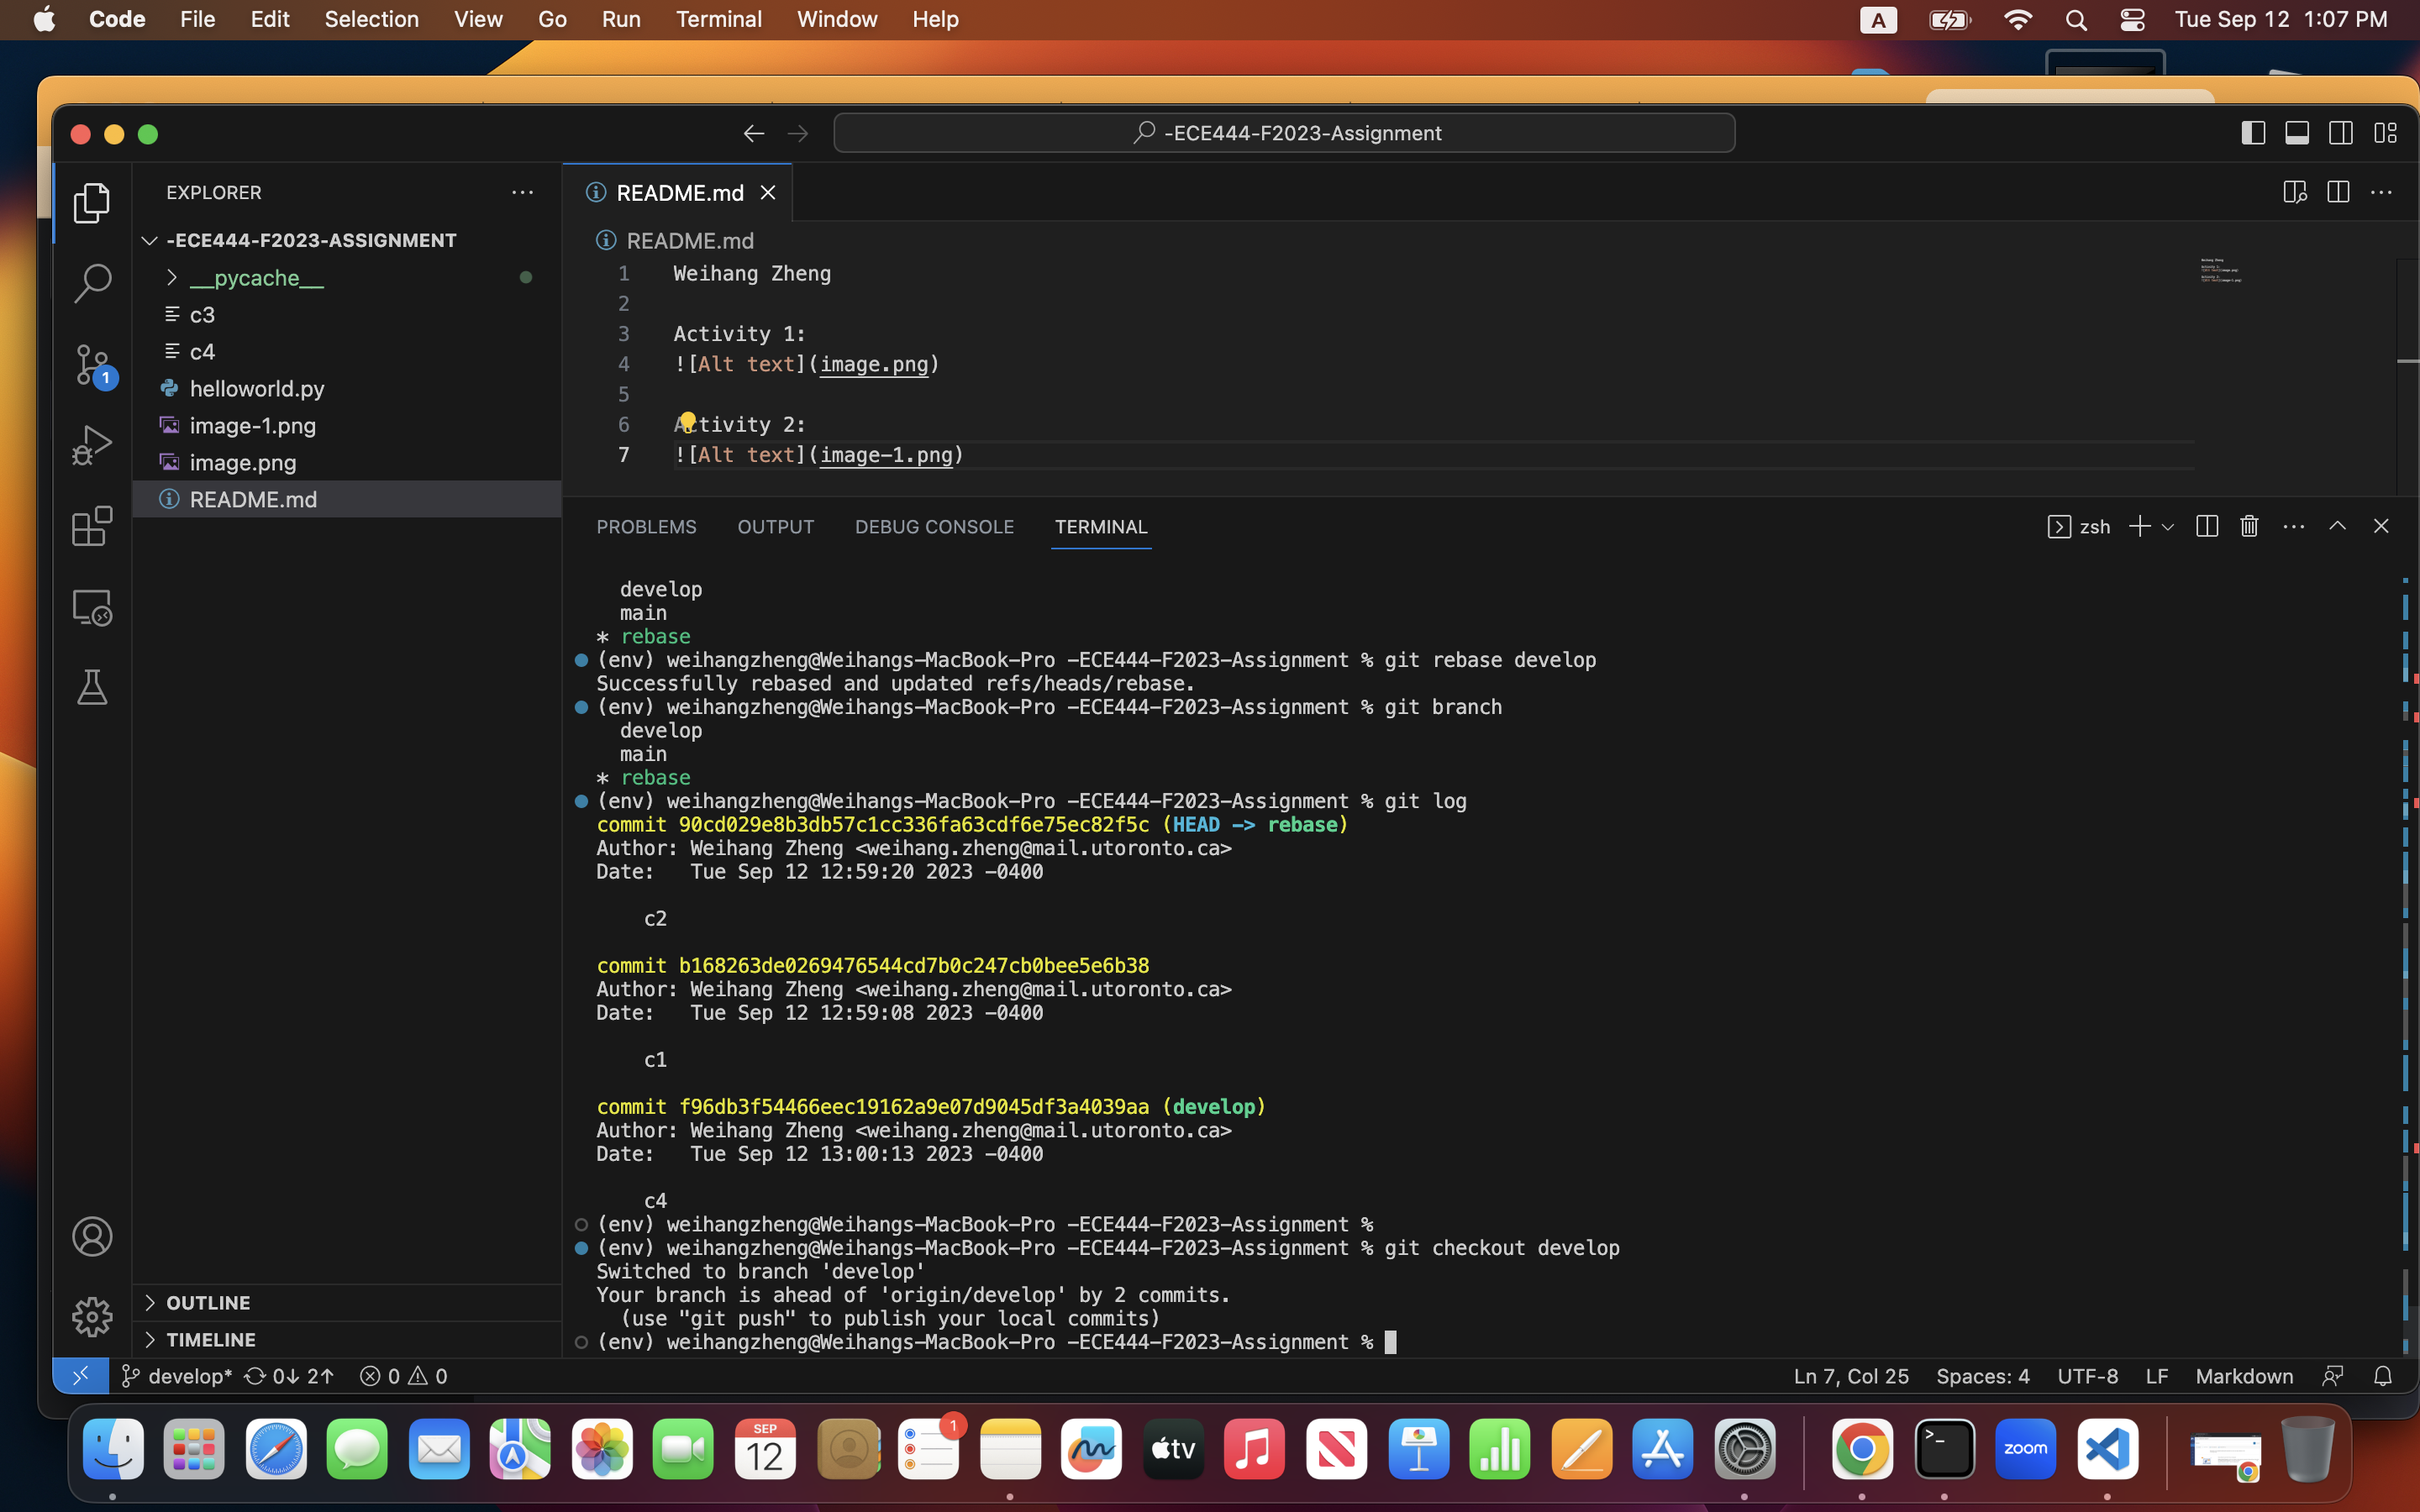 Code File Edit Selection View Go Run Terminal Window Help A Tue Sep 12 1:07 PM
-ECE444-F2023-Assignment
EXPLORER
README.md
-ECE444-F2023-ASSIGNMENT
__pycache__
c3
c4
1
helloworld.py
image-1.png
image.png
README.md
OUTLINE
TIMELINE
README.md
1 Weihang Zheng
2
3 Activity 1:
4 ![Alt text](image.png)
5
6 Activity 2:
7 ![Alt text](image-1.png)
PROBLEMS OUTPUT DEBUG CONSOLE TERMINAL zsh
develop
main
* rebase
(env) weihangzheng@Weihangs-MacBook-Pro -ECE444-F2023-Assignment % git rebase develop
Successfully rebased and updated refs/heads/rebase.
(env) weihangzheng@Weihangs-MacBook-Pro -ECE444-F2023-Assignment % git branch
develop
main
* rebase
(env) weihangzheng@Weihangs-MacBook-Pro -ECE444-F2023-Assignment % git log
commit 90cd029e8b3db57c1cc336fa63cdf6e75ec82f5c (HEAD -> rebase)
Author: Weihang Zheng <weihang.zheng@mail.utoronto.ca>
Date: Tue Sep 12 12:59:20 2023 -0400
c2
commit b168263de0269476544cd7b0c247cb0bee5e6b38
Author: Weihang Zheng <weihang.zheng@mail.utoronto.ca>
Date: Tue Sep 12 12:59:08 2023 -0400
c1
commit f96db3f54466eec19162a9e07d9045df3a4039aa (develop)
Author: Weihang Zheng <weihang.zheng@mail.utoronto.ca>
Date: Tue Sep 12 13:00:13 2023 -0400
c4
(env) weihangzheng@Weihangs-MacBook-Pro -ECE444-F2023-Assignment %
(env) weihangzheng@Weihangs-MacBook-Pro -ECE444-F2023-Assignment % git checkout develop
Switched to branch 'develop'
Your branch is ahead of 'origin/develop' by 2 commits.
(use "git push" to publish your local commits)
(env) weihangzheng@Weihangs-MacBook-Pro -ECE444-F2023-Assignment %
develop* 0↓ 2↑ 0 0 Ln 7, Col 25 Spaces: 4 UTF-8 LF Markdown
SEP
12
1
tv
>_
zoom